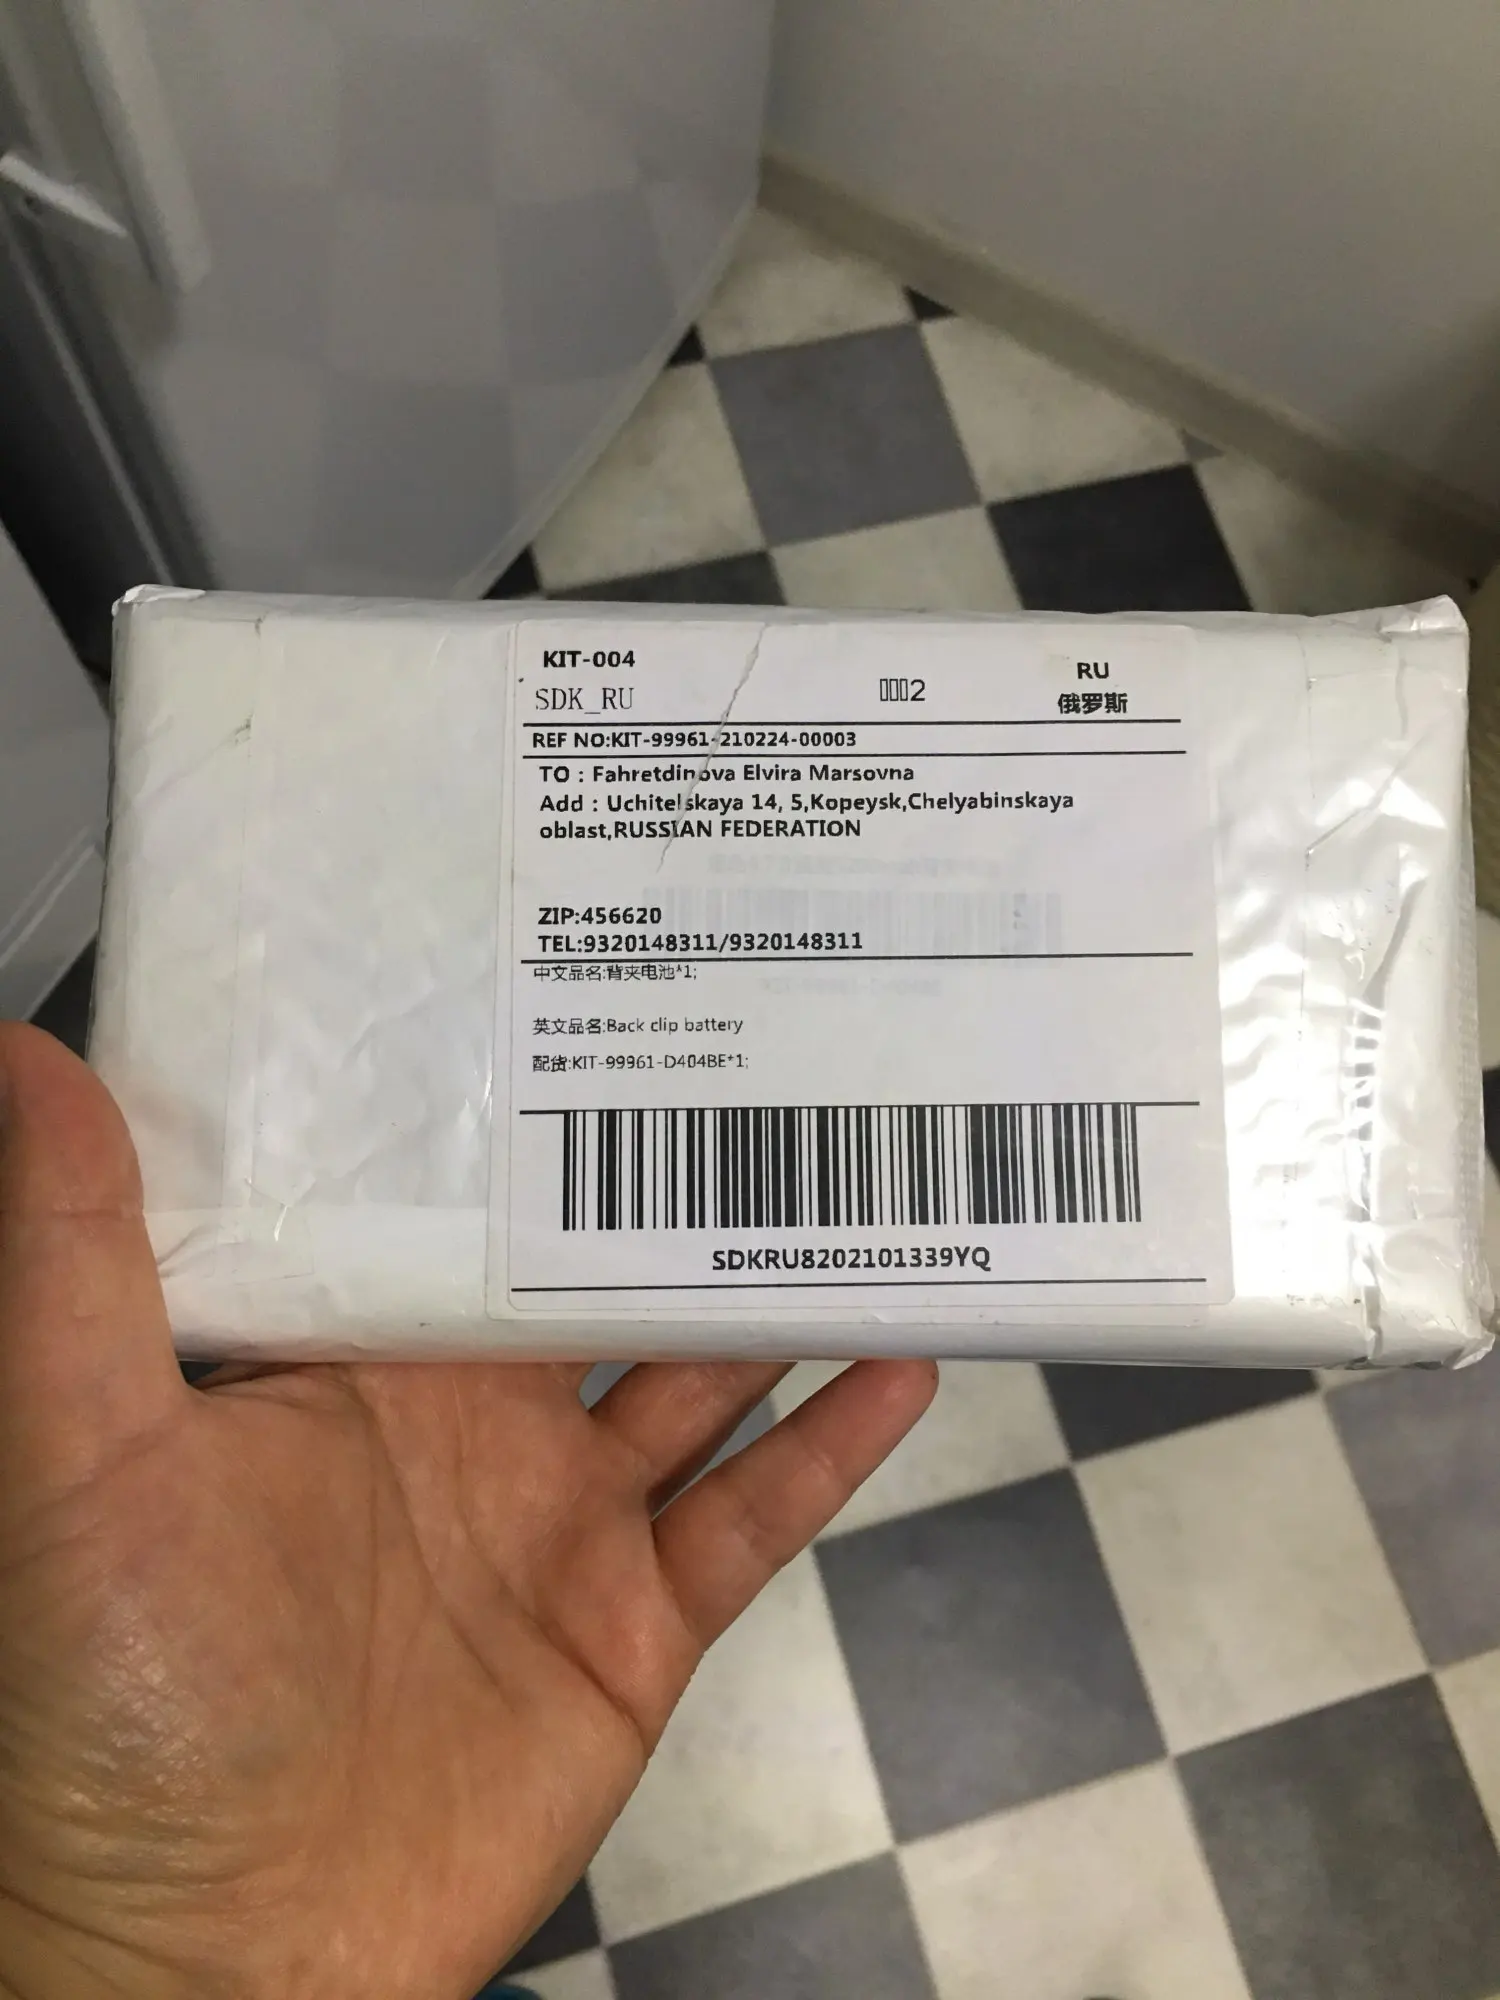 KIT-004
SDK_RU
▯▯▯2
RU
俄罗斯
REF NO:KIT-99961-210224-00003
TO : Fahretdinova Elvira Marsovna
Add : Uchitelskaya 14, 5,Kopeysk,Chelyabinskaya
oblast,RUSSIAN FEDERATION
ZIP:456620
TEL:9320148311/9320148311
中文品名:背夹电池*1;
英文品名:Back clip battery
配货:KIT-99961-D404BE*1;
SDKRU8202101339YQ